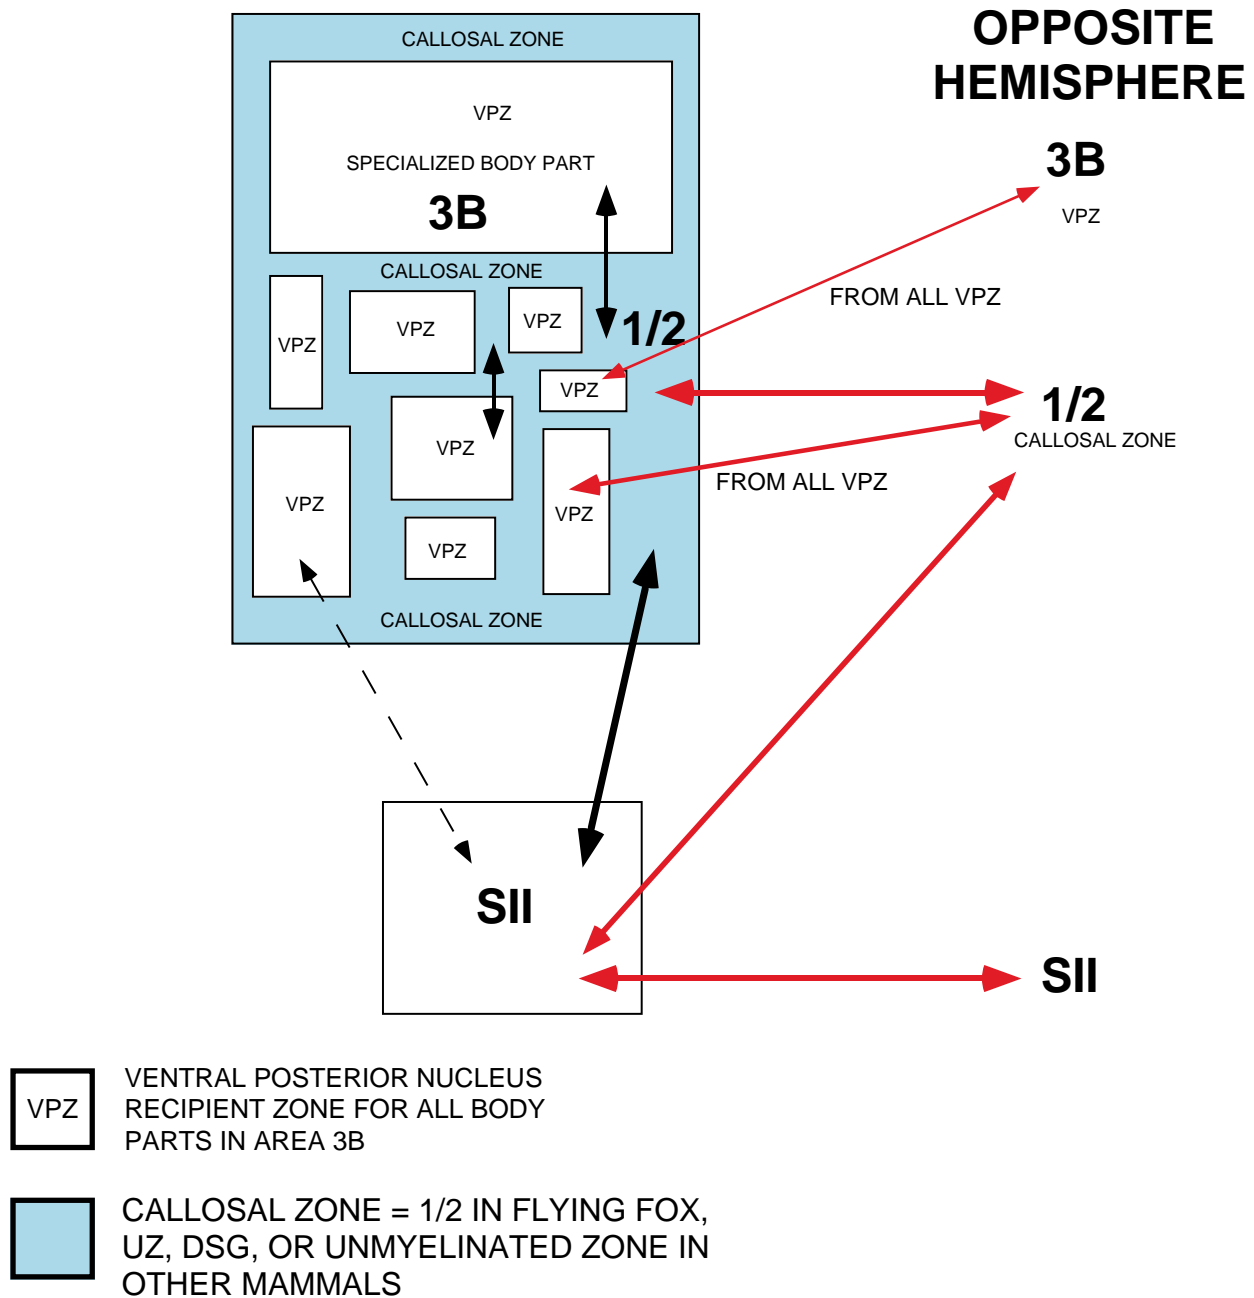 OPPOSITE
HEMISPHERE
CALLOSAL ZONE
VPZ
SPECIALIZED BODY PART
3B
3B
VPZ
CALLOSAL ZONE
FROM ALL VPZ
VPZ
VPZ
VPZ
1/2
VPZ
1/2
CALLOSAL ZONE
VPZ
FROM ALL VPZ
VPZ
VPZ
VPZ
CALLOSAL ZONE
SII
SII
VPZ
VENTRAL POSTERIOR NUCLEUS
RECIPIENT ZONE FOR ALL BODY
PARTS IN AREA 3B
CALLOSAL ZONE = 1/2 IN FLYING FOX,
UZ, DSG, OR UNMYELINATED ZONE IN
OTHER MAMMALS